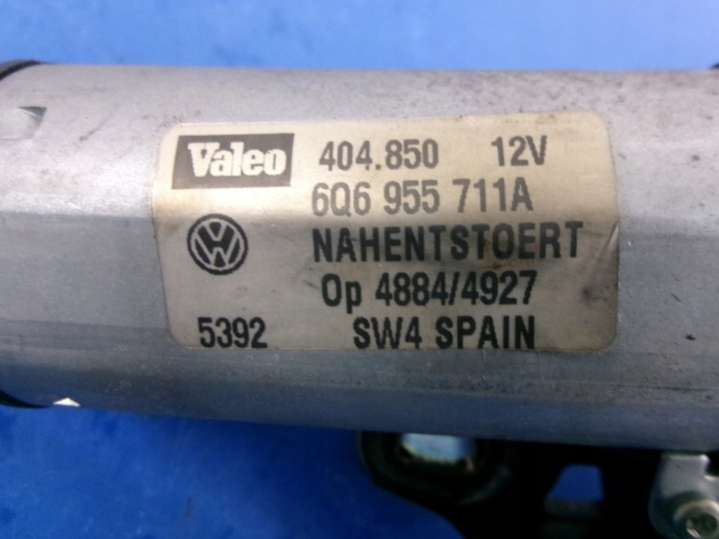 Valeo 404.850 12V
6Q6 955 711A
NAHENTSTOERT
Op 4884/4927
5392 SW4 SPAIN